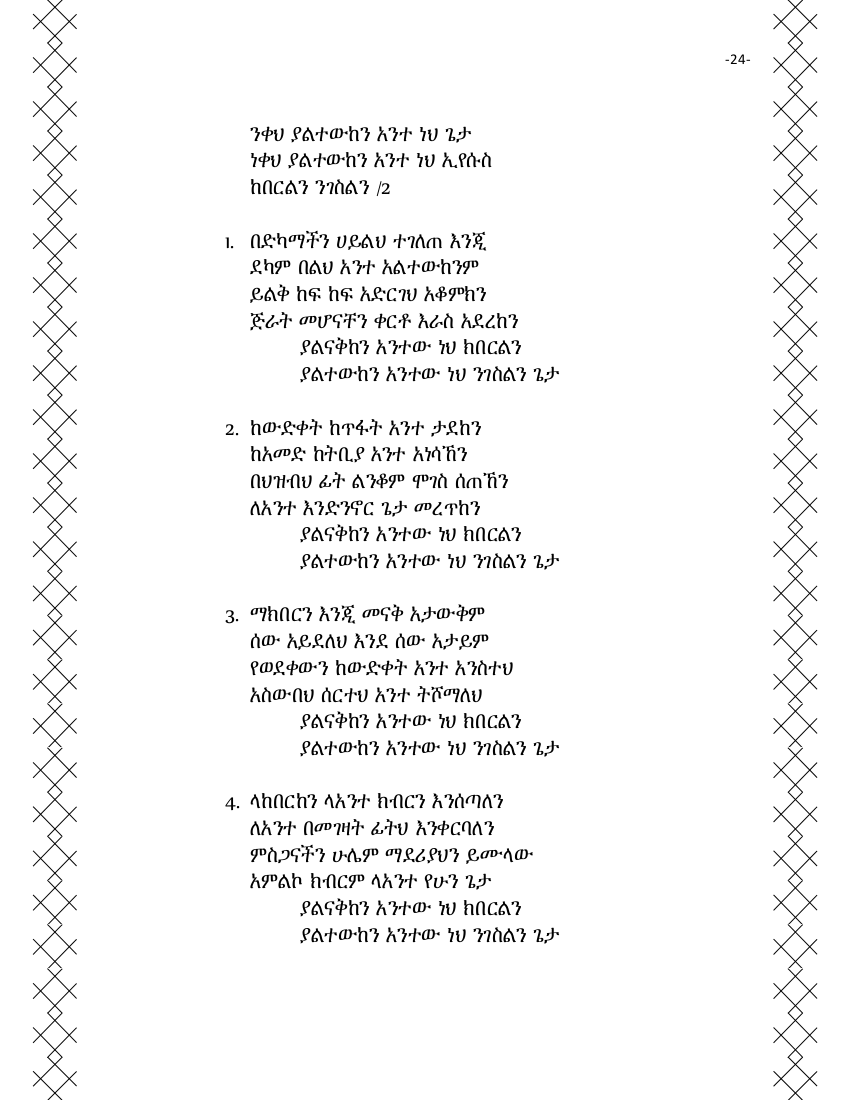 -24-
ንቀህ ያልተውከን አንተ ነህ ጌታ
ነቀህ ያልተውከን አንተ ነህ ኢየሱስ
ከበርልን ንገስልን /2
1. በድካማችን ሀይልህ ተገለጠ እንጂ
ደካም በልህ አንተ አልተውከንም
ይልቅ ከፍ ከፍ አድርገህ አቆምክን
ጅራት መሆናቸን ቀርቶ እራስ አደረከን
ያልናቅከን አንተው ነህ ክበርልን
ያልተውከን አንተው ነህ ንገስልን ጌታ
2. ከውድቀት ከጥፋት አንተ ታደከን
ከአመድ ከትቢያ አንተ አነሳኸን
በህዝብህ ፊት ልንቆም ሞገስ ሰጠኸን
ለአንተ እንድንኖር ጌታ መረጥከን
ያልናቅከን አንተው ነህ ክበርልን
ያልተውከን አንተው ነህ ንገስልን ጌታ
3. ማክበርን እንጂ መናቅ አታውቅም
ሰው አይደለህ እንደ ሰው አታይም
የወደቀውን ከውድቀት አንተ አንስተህ
አስውበህ ሰርተህ አንተ ትሾማለህ
ያልናቅከን አንተው ነህ ክበርልን
ያልተውከን አንተው ነህ ንገስልን ጌታ
4. ላከበርከን ላአንተ ክብርን እንሰጣለን
ለአንተ በመገዛት ፊትህ እንቀርባለን
ምስጋናችን ሁሌም ማደሪያህን ይሙላው
አምልኮ ክብርም ላአንተ የሁን ጌታ
ያልናቅከን አንተው ነህ ክበርልን
ያልተውከን አንተው ነህ ንገስልን ጌታ